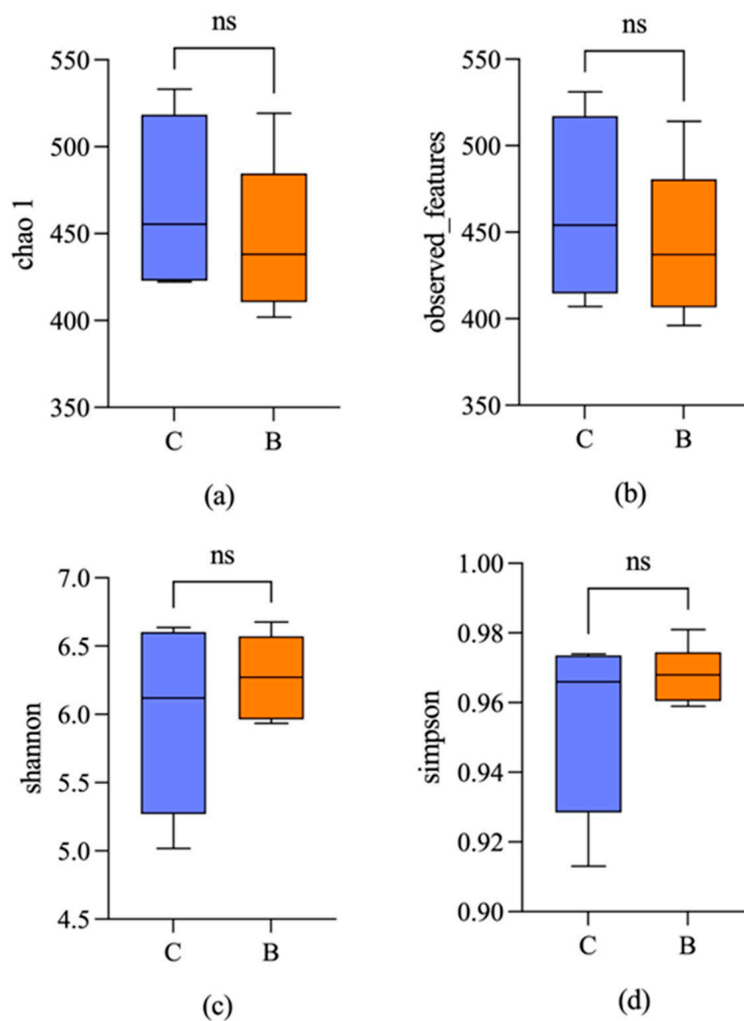 ns
550
500
450
400
350
chao 1
C B
(a)
ns
550
500
450
400
350
observed_features
C B
(b)
ns
7.0
6.5
6.0
5.5
5.0
4.5
shannon
C B
(c)
ns
1.00
0.98
0.96
0.94
0.92
0.90
simpson
C B
(d)